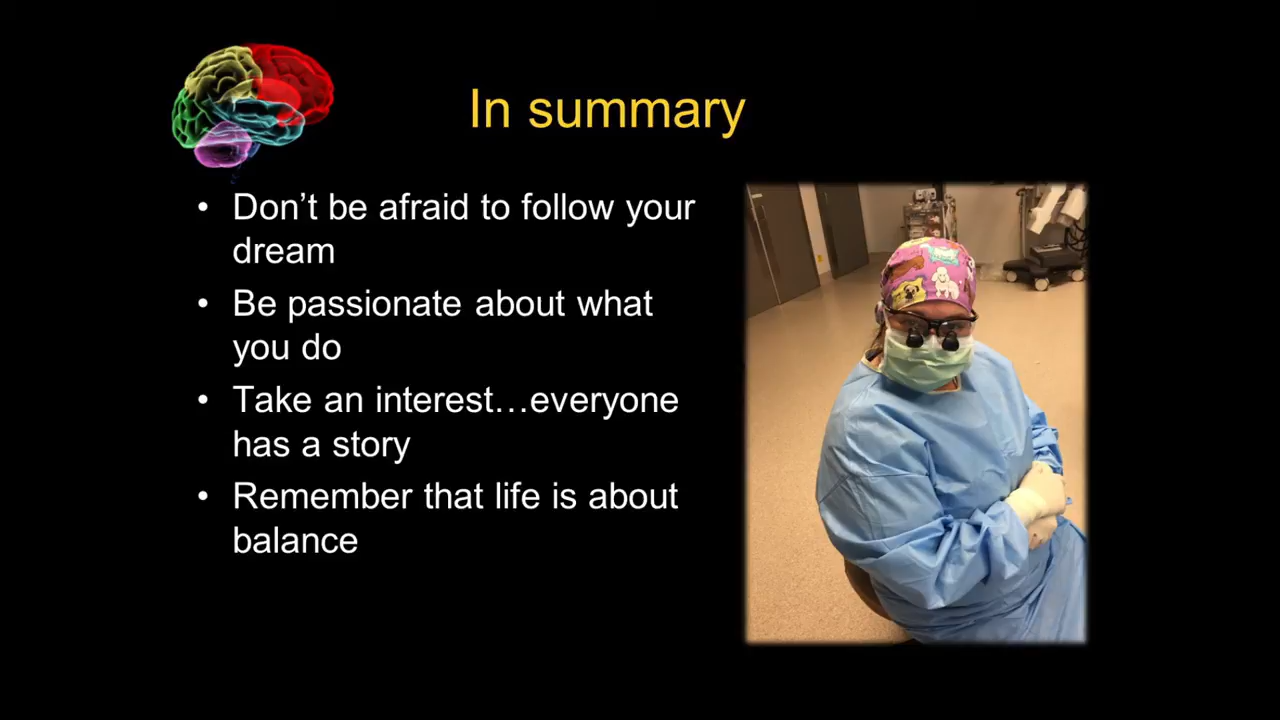 In summary
• Don’t be afraid to follow your
dream
• Be passionate about what
you do
• Take an interest…everyone
has a story
• Remember that life is about
balance